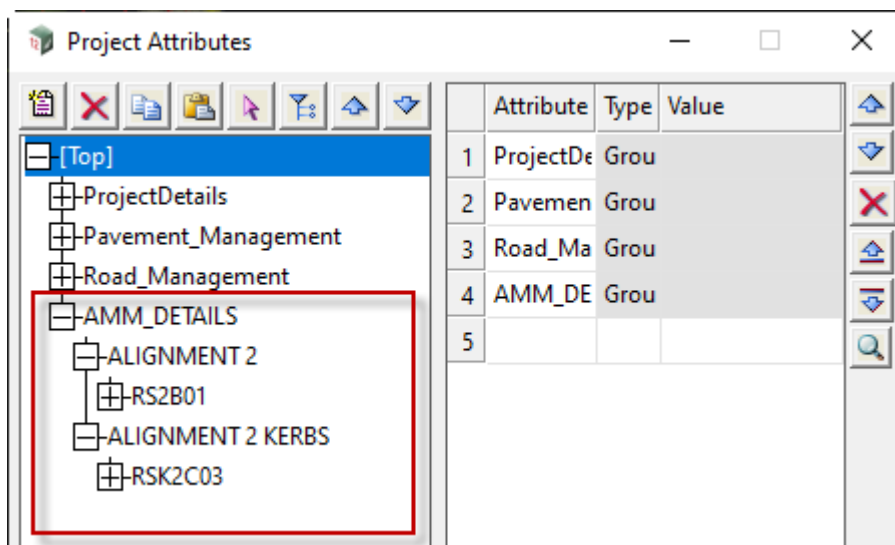 Project Attributes
[Top]
ProjectDetails
Pavement_Management
Road_Management
AMM_DETAILS
ALIGNMENT 2
RS2B01
ALIGNMENT 2 KERBS
RSK2C03
Attribute Type Value
1 ProjectDe Grou
2 Pavemen Grou
3 Road_Ma Grou
4 AMM_DE Grou
5